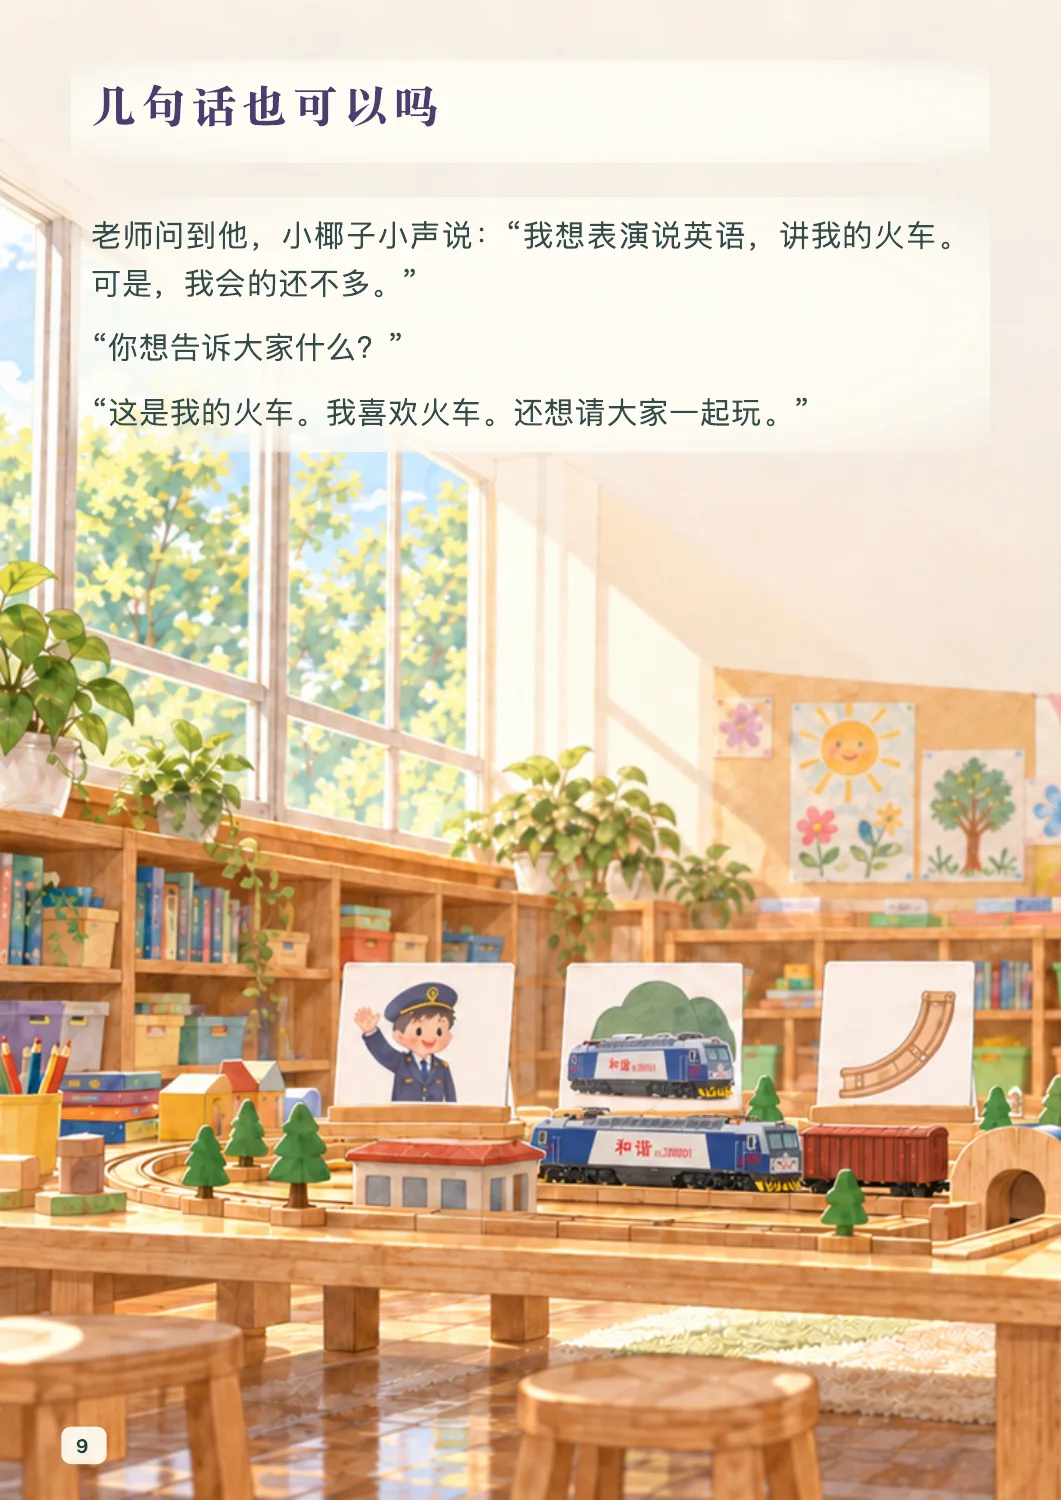 几句话也可以吗
老师问到他，小椰子小声说：“我想表演说英语，讲我的火车。
可是，我会的还不多。”
“你想告诉大家什么？”
“这是我的火车。我喜欢火车。还想请大家一起玩。”
和谐
和谐
9